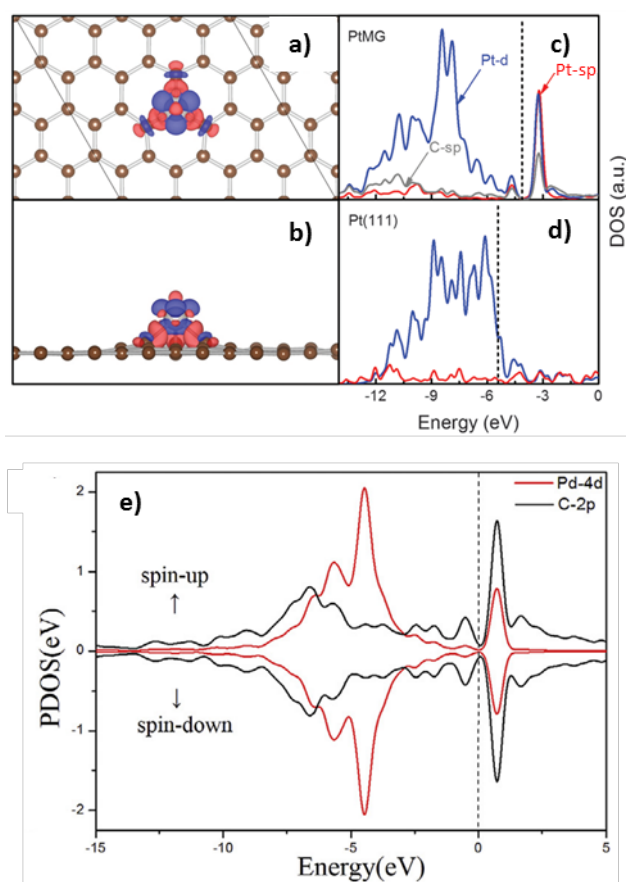 a)
b)
PtMG
c)
Pt-d
Pt-sp
C-sp
Pt(111)
d)
DOS (a.u.)
-12 -9 -6 -3 0
Energy (eV)
e)
Pd-4d
C-2p
spin-up
↑
↓
spin-down
2
1
0
-1
-2
PDOS(eV)
-15 -10 -5 0 5
Energy(eV)